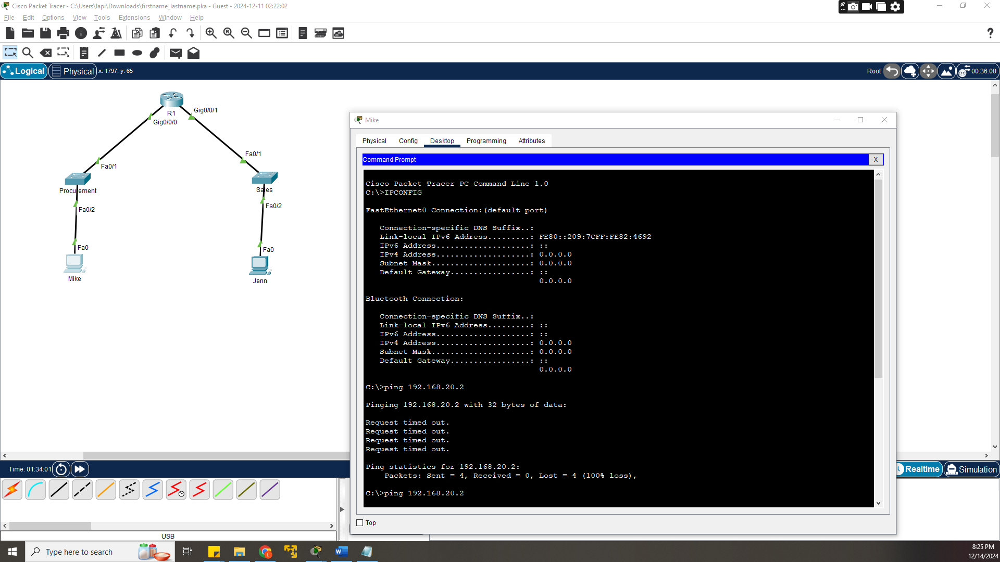 Cisco Packet Tracer - C:\Users\lapi\Downloads\firstname_lastname.pka - Guest - 2024-12-11 02:22:02
File Edit Options View Tools Extensions Window Help
Logical Physical x: 1797, y: 65
Root 00:36:00
R1
Gig0/0/1
Gig0/0/0
Fa0/1
Fa0/1
Procurement
Sales
Fa0/2
Fa0/2
Fa0
Fa0
Mike
Jenn
Mike
Physical Config Desktop Programming Attributes
Command Prompt X
Cisco Packet Tracer PC Command Line 1.0
C:\>IPCONFIG
FastEthernet0 Connection:(default port)
Connection-specific DNS Suffix..:
Link-local IPv6 Address.........: FE80::209:7CFF:FE82:4692
IPv6 Address....................: ::
IPv4 Address....................: 0.0.0.0
Subnet Mask.....................: 0.0.0.0
Default Gateway.................: ::
0.0.0.0
Bluetooth Connection:
Connection-specific DNS Suffix..:
Link-local IPv6 Address.........: ::
IPv6 Address....................: ::
IPv4 Address....................: 0.0.0.0
Subnet Mask.....................: 0.0.0.0
Default Gateway.................: ::
0.0.0.0
C:\>ping 192.168.20.2
Pinging 192.168.20.2 with 32 bytes of data:
Request timed out.
Request timed out.
Request timed out.
Request timed out.
Ping statistics for 192.168.20.2:
Packets: Sent = 4, Received = 0, Lost = 4 (100% loss),
C:\>ping 192.168.20.2
Top
Time: 01:34:01
Realtime Simulation
USB
Type here to search
8:25 PM
12/14/2024